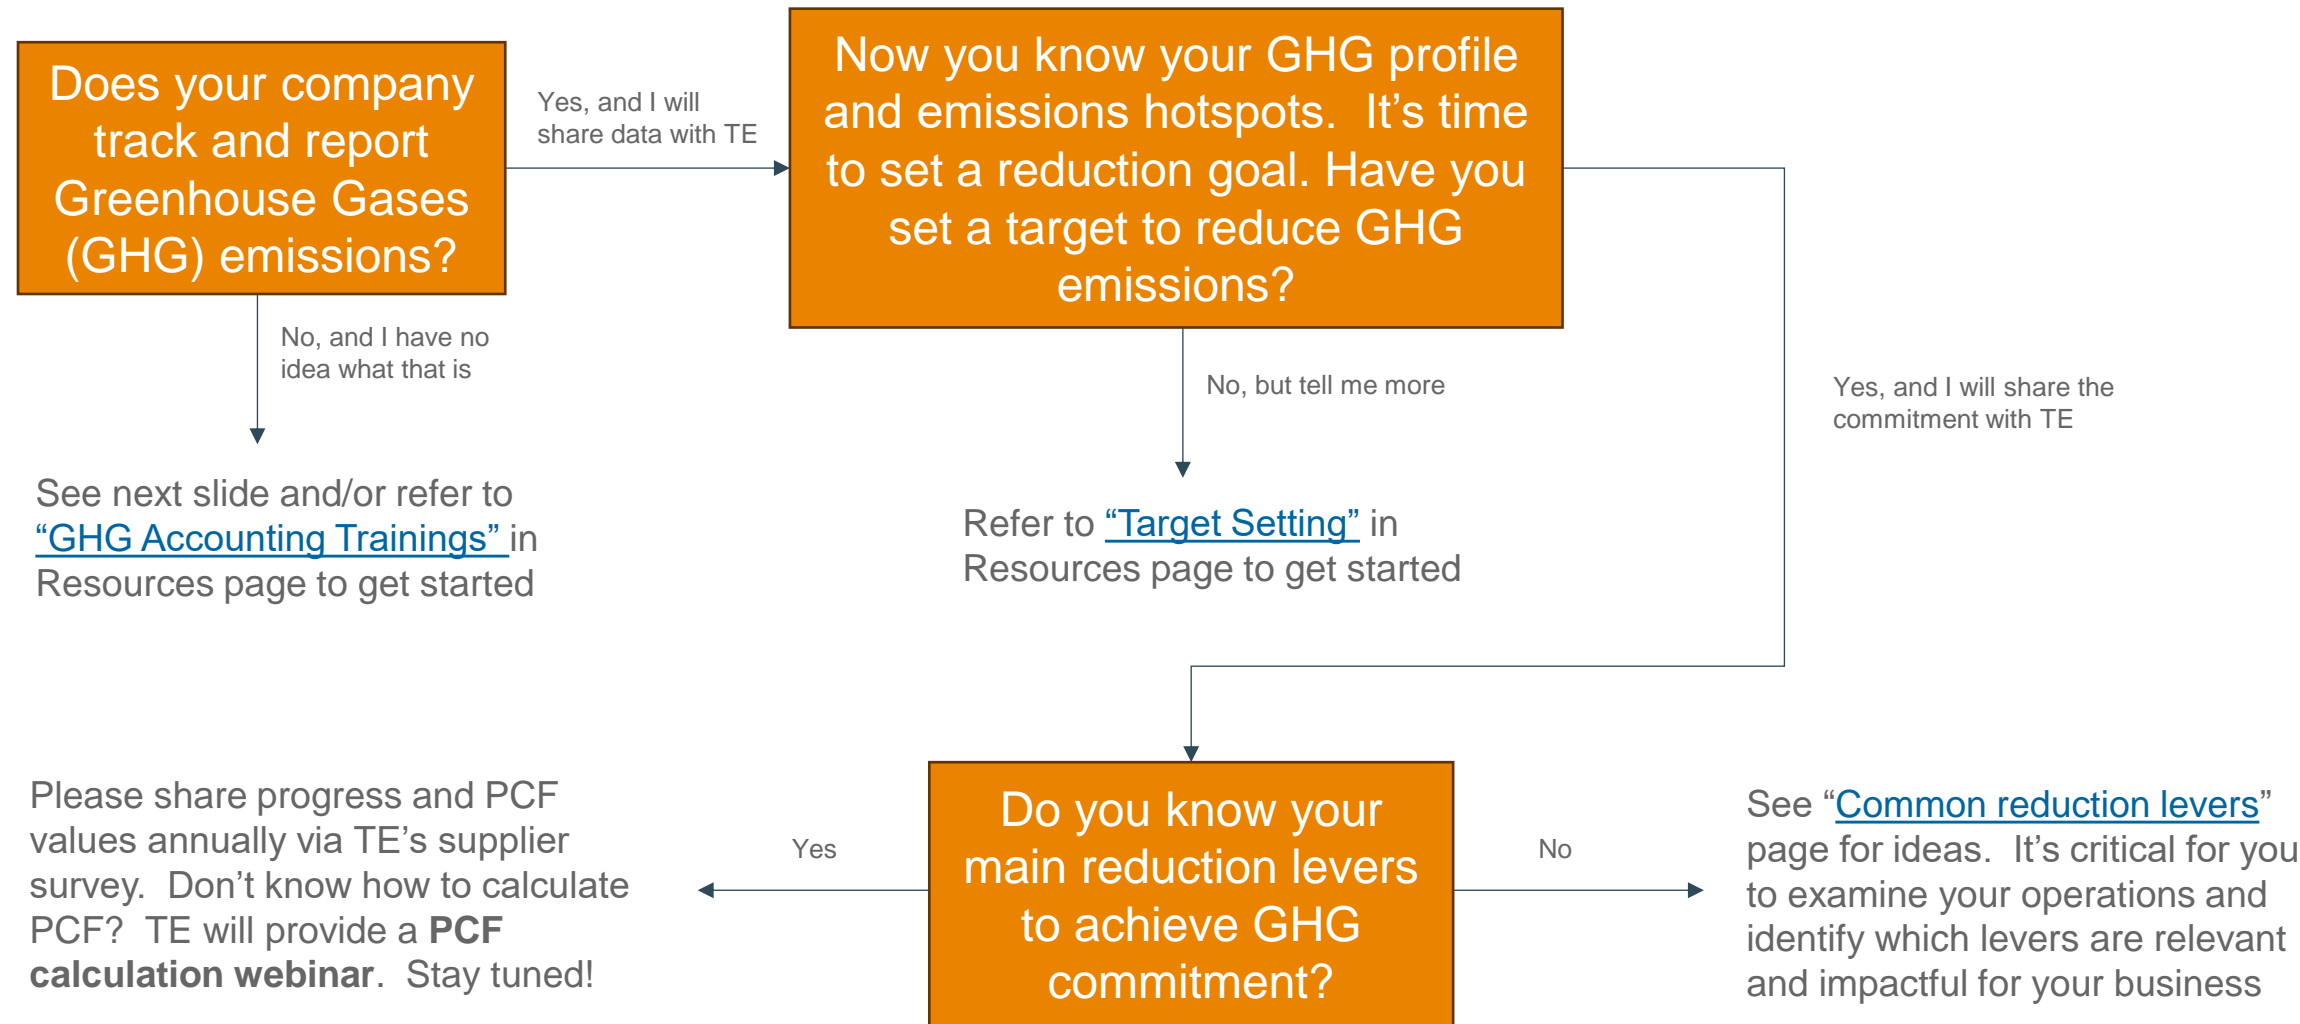 Does your company
track and report
Greenhouse Gases
(GHG) emissions?
Yes, and I will
share data with TE
Now you know your GHG profile
and emissions hotspots.  It’s time
to set a reduction goal. Have you
set a target to reduce GHG
emissions?
No, and I have no
idea what that is
No, but tell me more
Yes, and I will share the
commitment with TE
See next slide and/or refer to
“GHG Accounting Trainings” in
Resources page to get started
Refer to “Target Setting” in
Resources page to get started
Please share progress and PCF
values annually via TE’s supplier
survey.  Don’t know how to calculate
PCF?  TE will provide a PCF
calculation webinar.  Stay tuned!
Yes
Do you know your
main reduction levers
to achieve GHG
commitment?
No
See “Common reduction levers”
page for ideas.  It’s critical for you
to examine your operations and
identify which levers are relevant
and impactful for your business